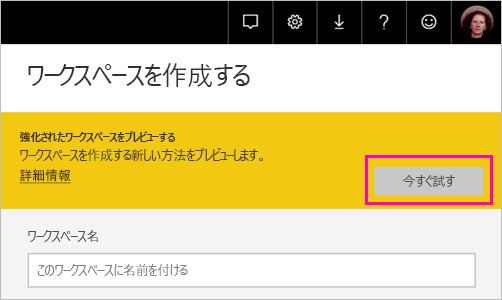 ワークスペースを作成する
強化されたワークスペースをプレビューする
ワークスペースを作成する新しい方法をプレビューします。
詳細情報
今すぐ試す
ワークスペース名
このワークスペースに名前を付ける